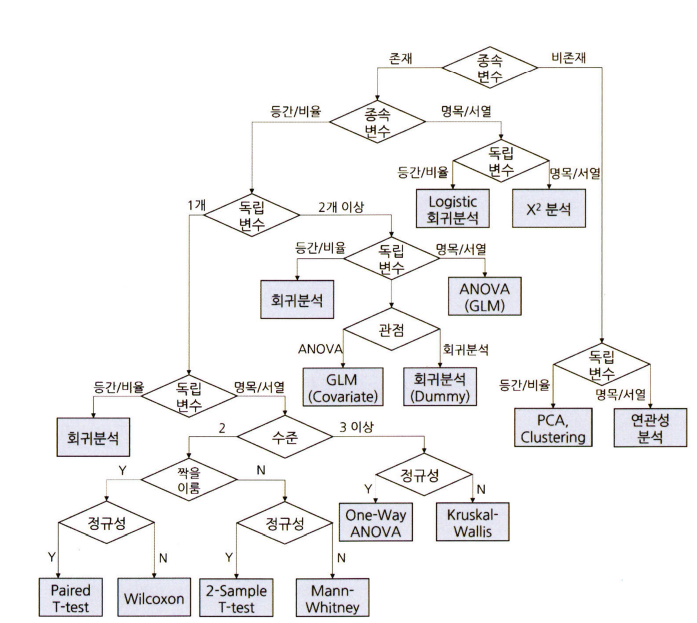 존재
종속
변수
비존재
등간/비율
종속
변수
명목/서열
독립
변수
등간/비율
명목/서열
Logistic
회귀분석
X² 분석
1개
독립
변수
2개 이상
등간/비율
독립
변수
명목/서열
회귀분석
ANOVA
(GLM)
관점
ANOVA
회귀분석
GLM
(Covariate)
회귀분석
(Dummy)
독립
변수
등간/비율
명목/서열
PCA,
Clustering
연관성
분석
등간/비율
독립
변수
명목/서열
회귀분석
2
수준
3 이상
Y
짝을
이룸
N
정규성
Y
N
One-Way
ANOVA
Kruskal-
Wallis
정규성
정규성
Y
N
Y
N
Paired
T-test
Wilcoxon
2-Sample
T-test
Mann-
Whitney